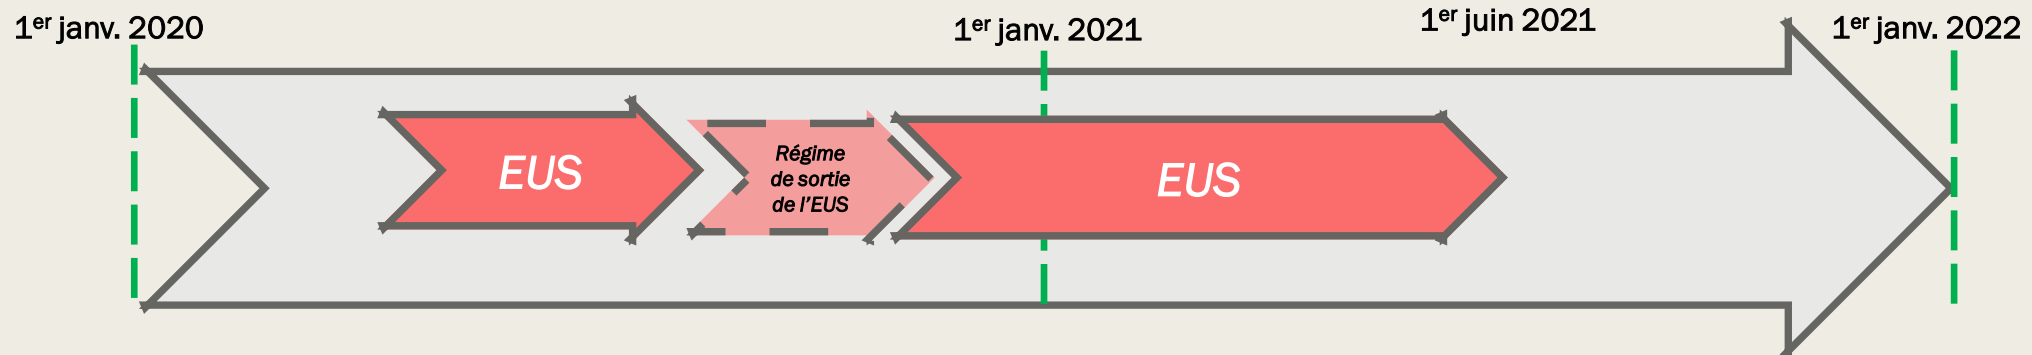 1er janv. 2020
1er janv. 2021
1er juin 2021
1er janv. 2022
EUS
Régime
de sortie
de l'EUS
EUS